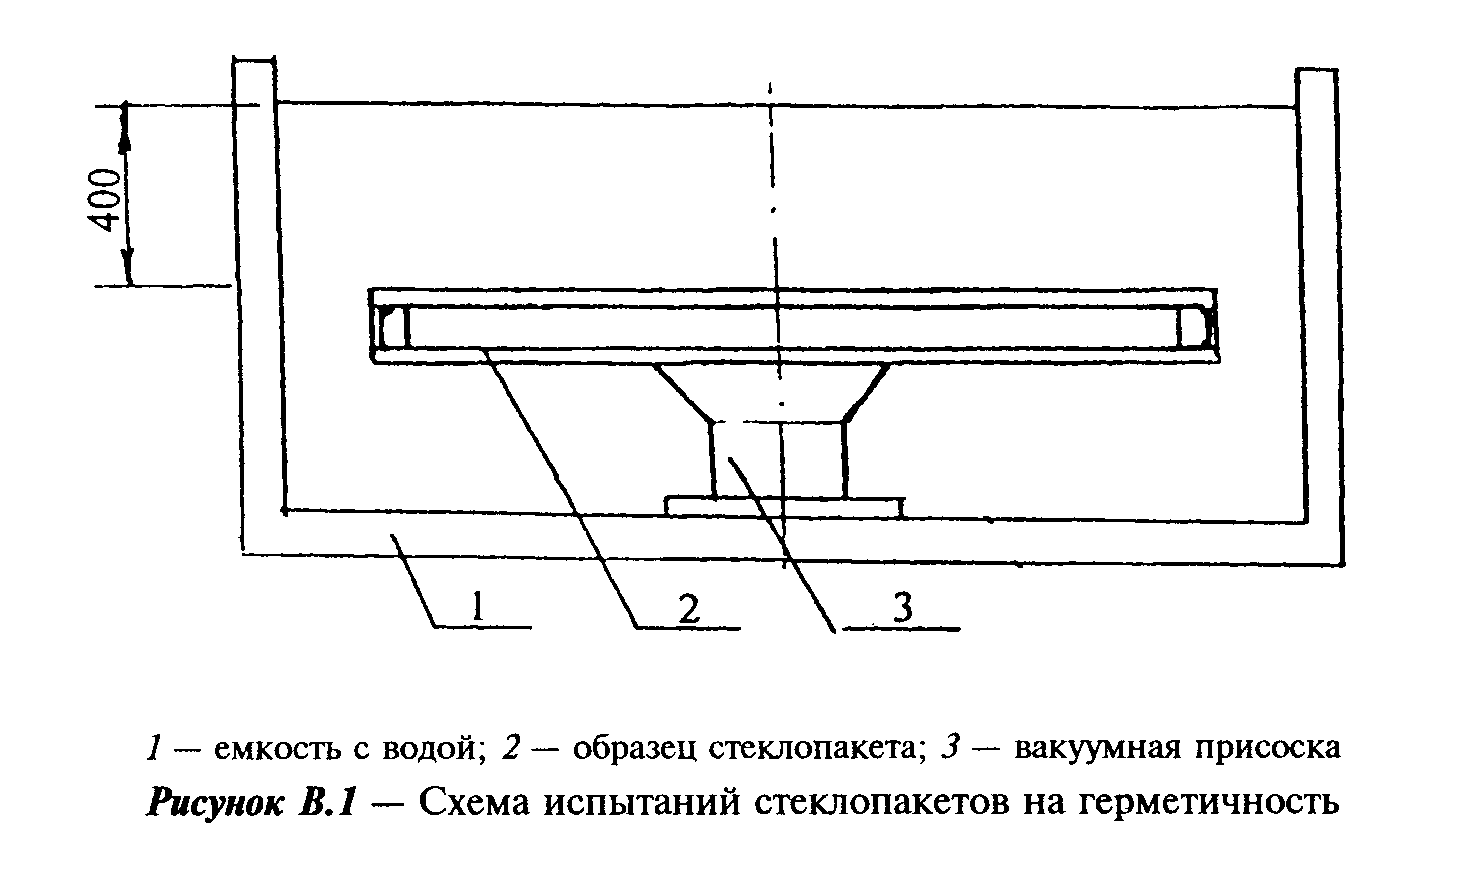 400
1
2
3
1 — емкость с водой; 2 — образец стеклопакета; 3 — вакуумная присоска
Рисунок В.1 — Схема испытаний стеклопакетов на герметичность